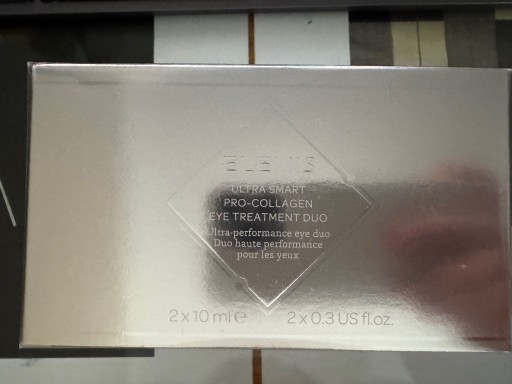 ELEMIS
ULTRA SMART
PRO-COLLAGEN
EYE TREATMENT DUO
Ultra-performance eye duo
Duo haute performance
pour les yeux
2 x 10 ml ℮ 2 x 0.3 US fl.oz.